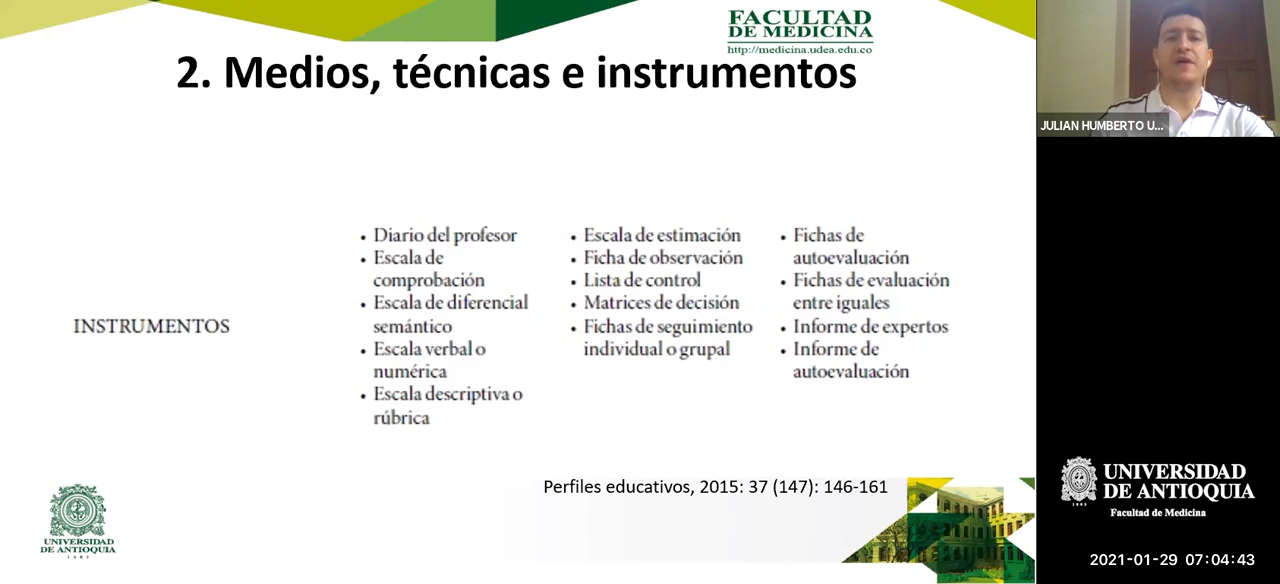 FACULTAD
DE MEDICINA
http://medicina.udea.edu.co
2. Medios, técnicas e instrumentos
JULIAN HUMBERTO U...
INSTRUMENTOS
• Diario del profesor
• Escala de
comprobación
• Escala de diferencial
semántico
• Escala verbal o
numérica
• Escala descriptiva o
rúbrica
• Escala de estimación
• Ficha de observación
• Lista de control
• Matrices de decisión
• Fichas de seguimiento
individual o grupal
• Fichas de
autoevaluación
• Fichas de evaluación
entre iguales
• Informe de expertos
• Informe de
autoevaluación
Perfiles educativos, 2015: 37 (147): 146-161
UNIVERSIDAD
DE ANTIOQUIA
1803
UNIVERSIDAD
DE ANTIOQUIA
1803
Facultad de Medicina
2021-01-29 07:04:43